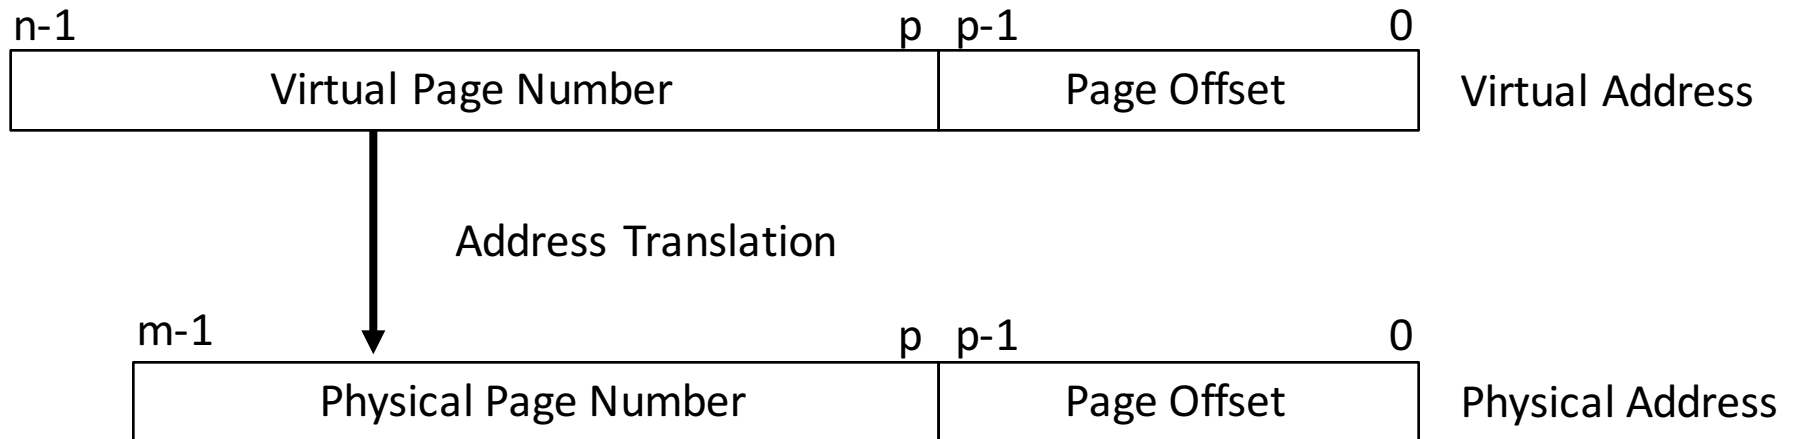 n-1 p p-1 0
Virtual Page Number Page Offset Virtual Address
Address Translation
m-1 p p-1 0
Physical Page Number Page Offset Physical Address